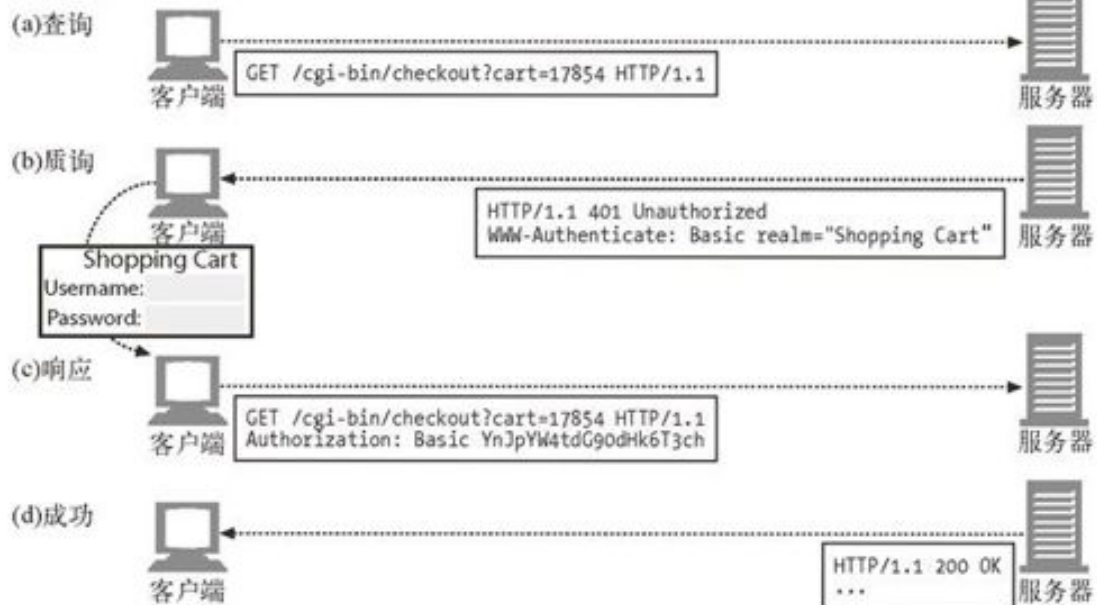 (a)查询
GET /cgi-bin/checkout?cart=17854 HTTP/1.1
客户端
服务器
(b)质询
HTTP/1.1 401 Unauthorized
WWW-Authenticate: Basic realm="Shopping Cart"
客户端
服务器
Shopping Cart
Username:
Password:
(c)响应
GET /cgi-bin/checkout?cart=17854 HTTP/1.1
Authorization: Basic YnJpYW4tdG90dHk6T3ch
客户端
服务器
(d)成功
HTTP/1.1 200 OK
...
客户端
服务器